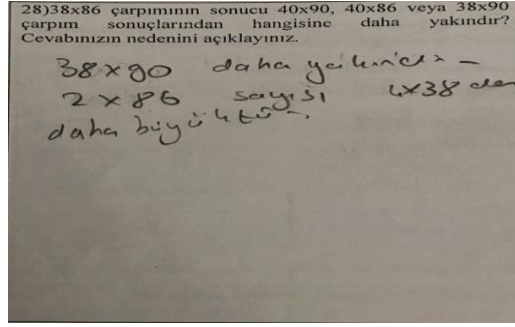 28)38x86 çarpımının sonucu 40x90, 40x86 veya 38x90
çarpım sonuçlarından hangisine daha yakındır?
Cevabınızın nedenini açıklayınız.
38x90 daha yakındır
2x86 sayısı 4x38 den
daha büyüktür.